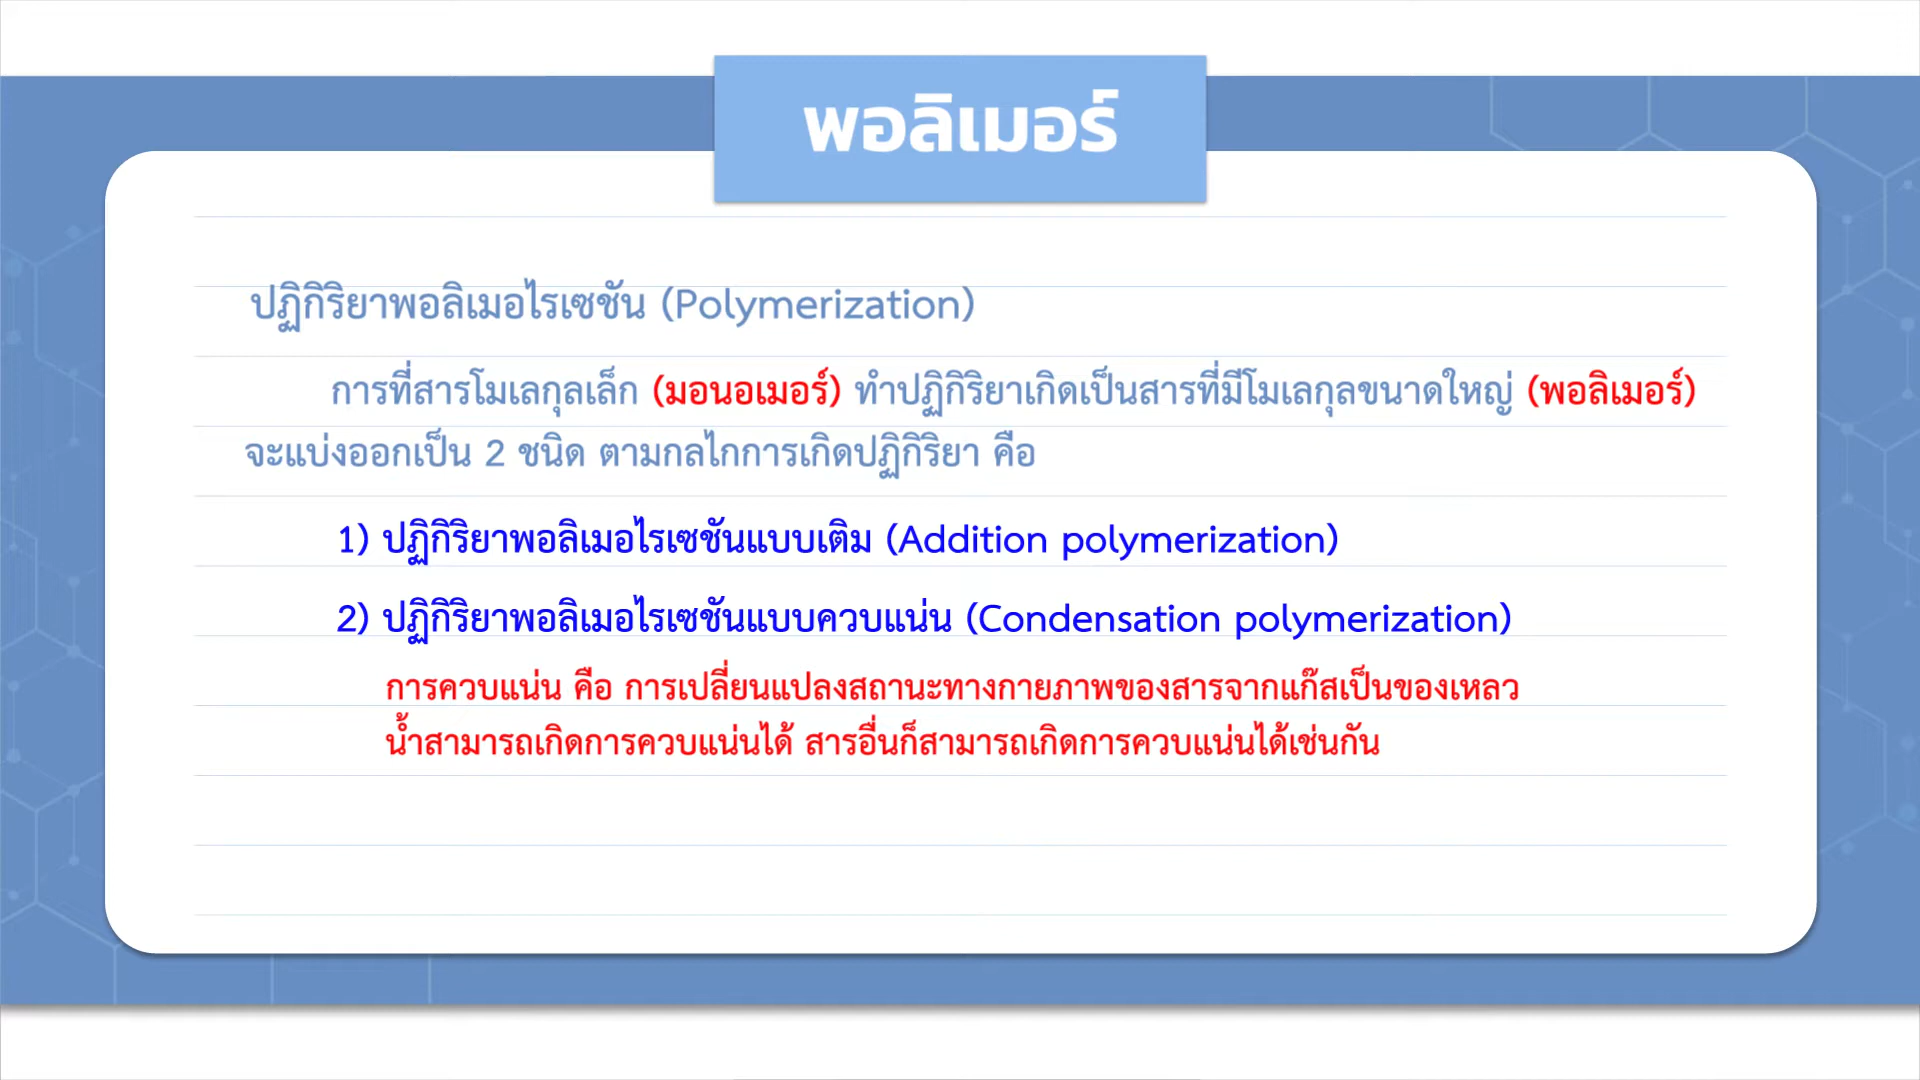 พอลิเมอร์
ปฏิกิริยาพอลิเมอไรเซชัน (Polymerization)
การที่สารโมเลกุลเล็ก (มอนอเมอร์) ทำปฏิกิริยาเกิดเป็นสารที่มีโมเลกุลขนาดใหญ่ (พอลิเมอร์)
จะแบ่งออกเป็น 2 ชนิด ตามกลไกการเกิดปฏิกิริยา คือ
1) ปฏิกิริยาพอลิเมอไรเซชันแบบเติม (Addition polymerization)
2) ปฏิกิริยาพอลิเมอไรเซชันแบบควบแน่น (Condensation polymerization)
การควบแน่น คือ การเปลี่ยนแปลงสถานะทางกายภาพของสารจากแก๊สเป็นของเหลว
น้ำสามารถเกิดการควบแน่นได้ สารอื่นก็สามารถเกิดการควบแน่นได้เช่นกัน